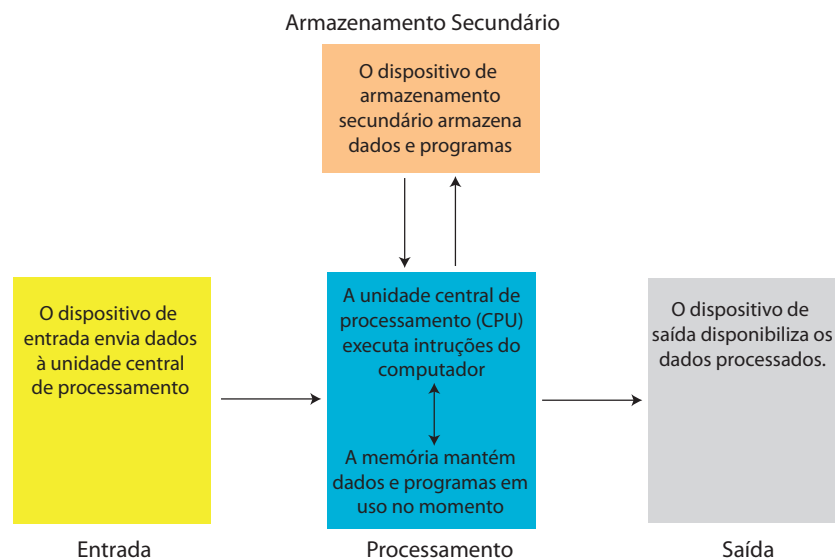 Armazenamento Secundário
O dispositivo de
armazenamento
secundário armazena
dados e programas
O dispositivo de
entrada envia dados
à unidade central
de processamento
A unidade central de
processamento (CPU)
executa intruções do
computador
A memória mantém
dados e programas em
uso no momento
O dispositivo de
saída disponibiliza os
dados processados.
Entrada
Processamento
Saída